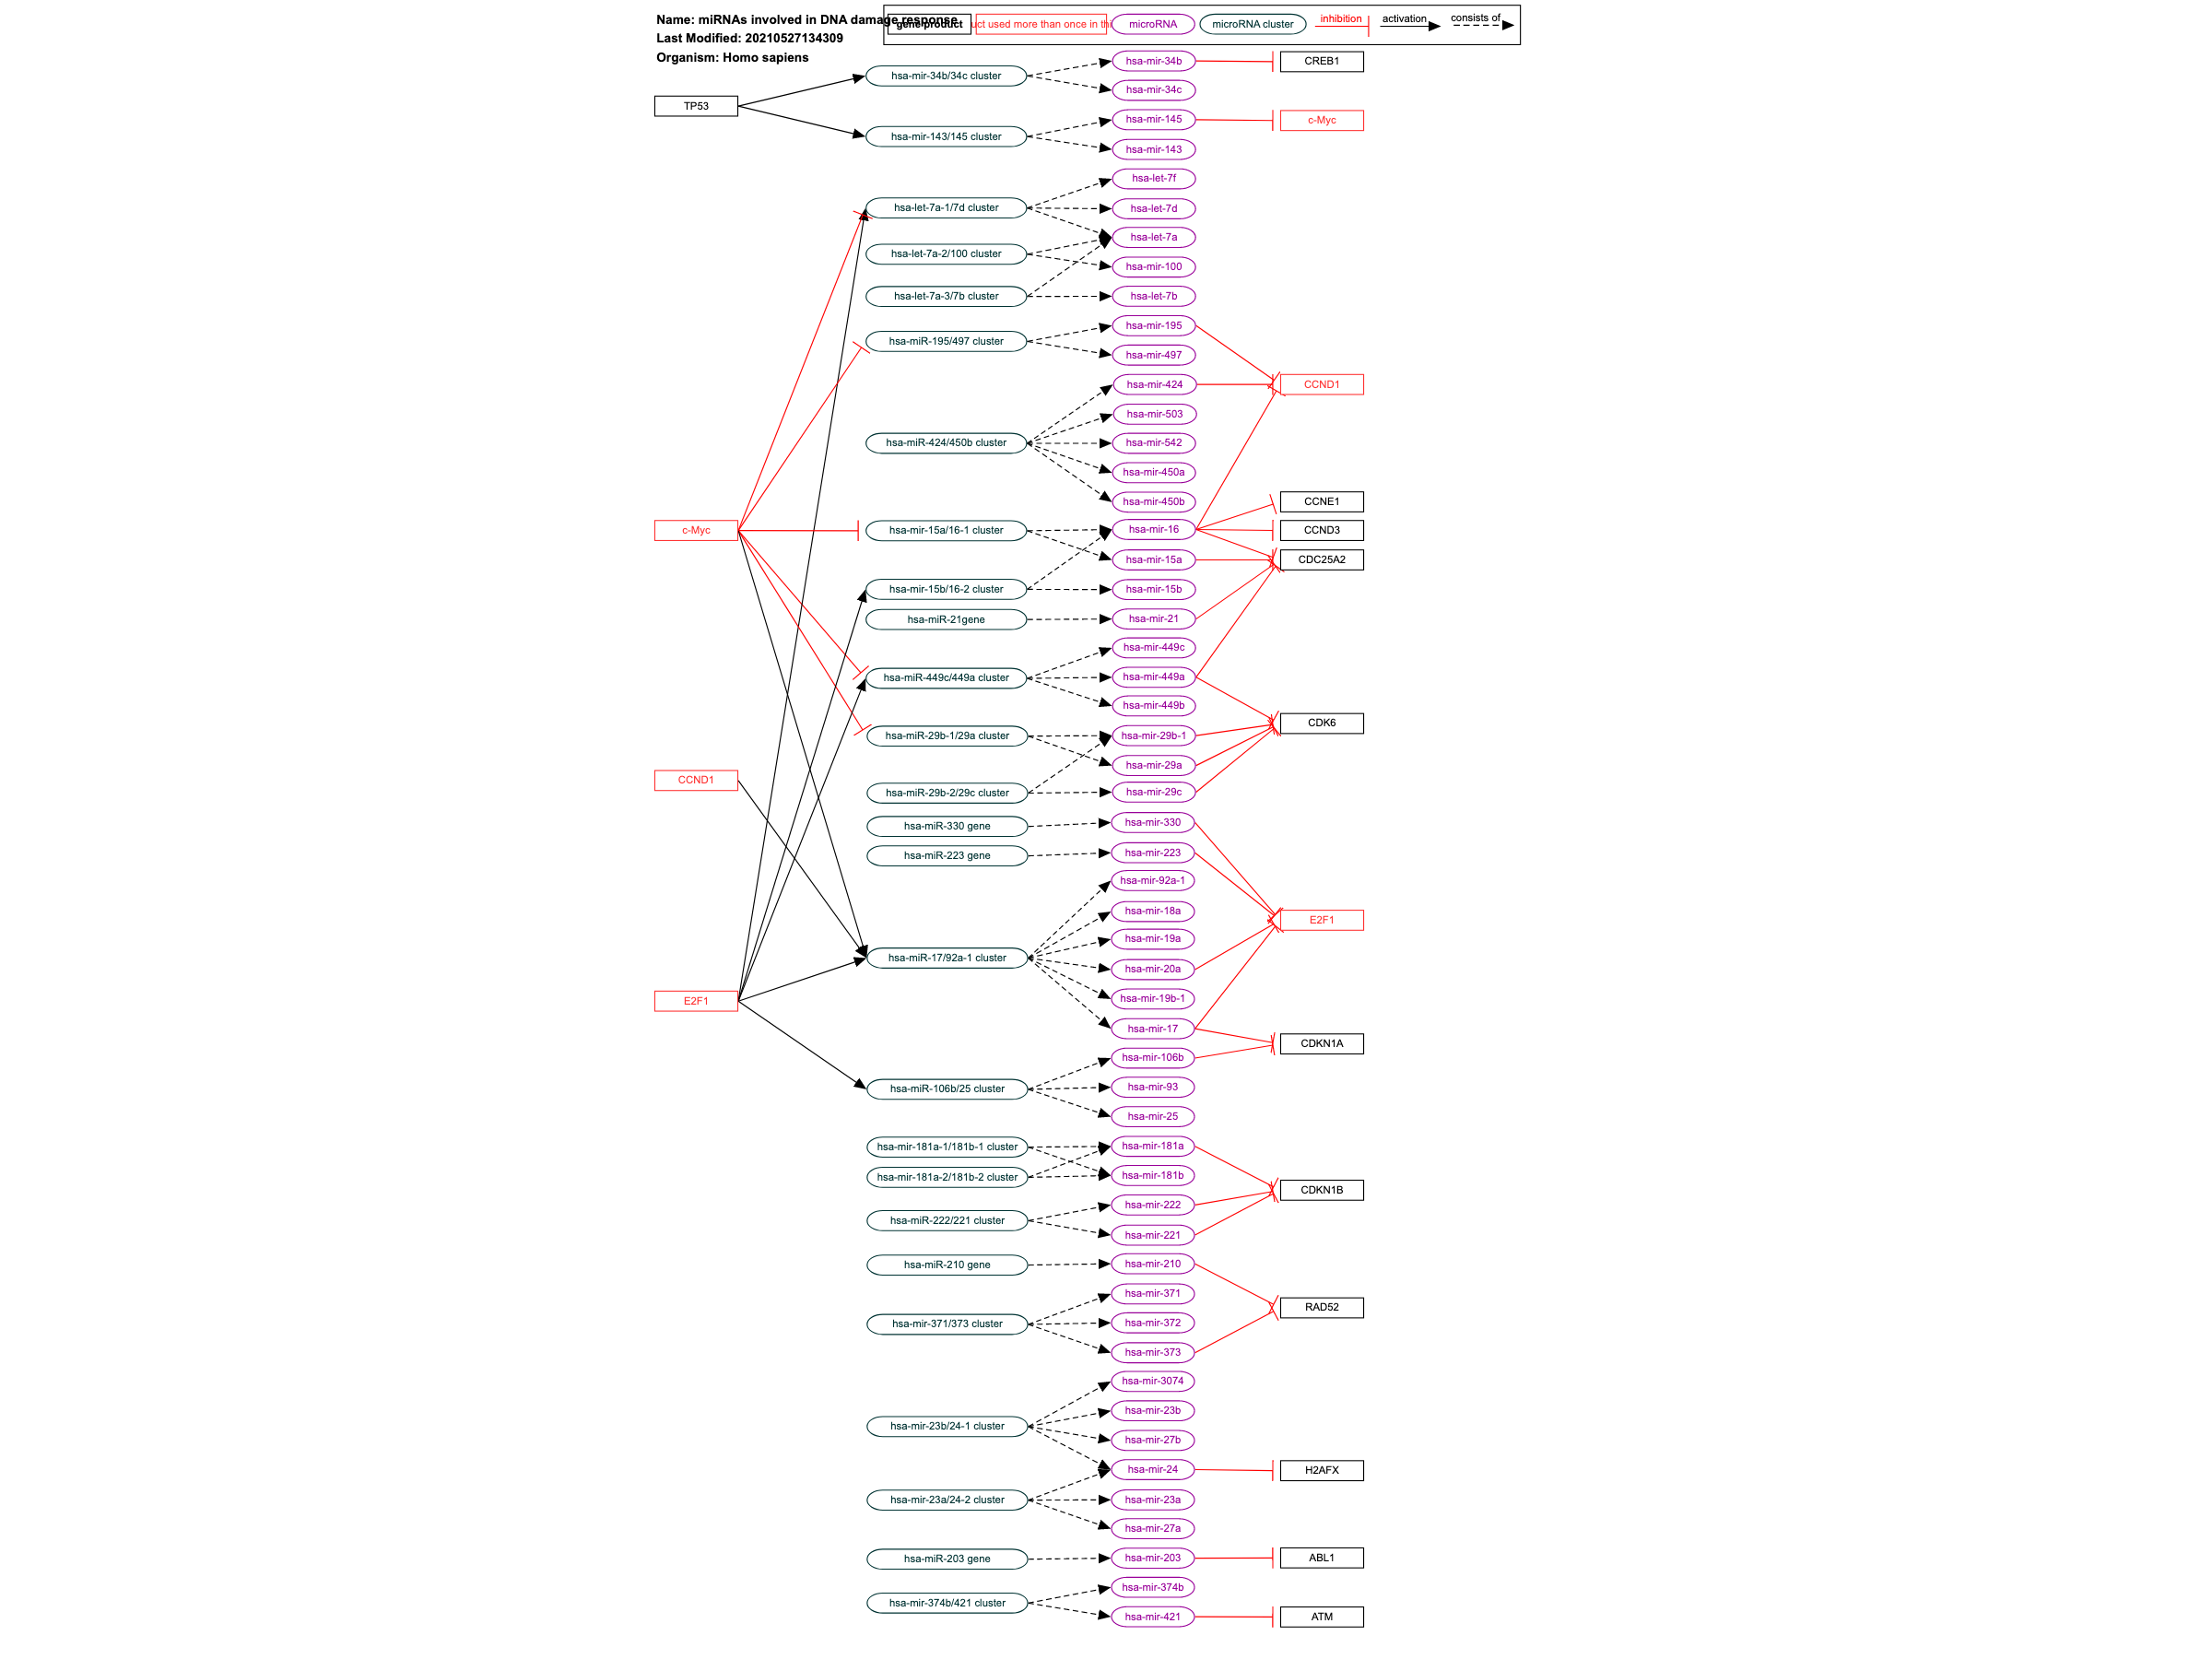 Name: miRNAs involved in DNA damage response
Last Modified: 20210527134309
Organism: Homo sapiens
gene product
uct used more than once in thi
microRNA
microRNA cluster
inhibition
activation
consists of
TP53
c-Myc
CCND1
E2F1
hsa-mir-34b/34c cluster
hsa-mir-143/145 cluster
hsa-let-7a-1/7d cluster
hsa-let-7a-2/100 cluster
hsa-let-7a-3/7b cluster
hsa-miR-195/497 cluster
hsa-miR-424/450b cluster
hsa-mir-15a/16-1 cluster
hsa-mir-15b/16-2 cluster
hsa-miR-21gene
hsa-miR-449c/449a cluster
hsa-miR-29b-1/29a cluster
hsa-miR-29b-2/29c cluster
hsa-miR-330 gene
hsa-miR-223 gene
hsa-miR-17/92a-1 cluster
hsa-miR-106b/25 cluster
hsa-mir-181a-1/181b-1 cluster
hsa-mir-181a-2/181b-2 cluster
hsa-miR-222/221 cluster
hsa-miR-210 gene
hsa-mir-371/373 cluster
hsa-mir-23b/24-1 cluster
hsa-mir-23a/24-2 cluster
hsa-miR-203 gene
hsa-mir-374b/421 cluster
hsa-mir-34b
hsa-mir-34c
hsa-mir-145
hsa-mir-143
hsa-let-7f
hsa-let-7d
hsa-let-7a
hsa-mir-100
hsa-let-7b
hsa-mir-195
hsa-mir-497
hsa-mir-424
hsa-mir-503
hsa-mir-542
hsa-mir-450a
hsa-mir-450b
hsa-mir-16
hsa-mir-15a
hsa-mir-15b
hsa-mir-21
hsa-mir-449c
hsa-mir-449a
hsa-mir-449b
hsa-mir-29b-1
hsa-mir-29a
hsa-mir-29c
hsa-mir-330
hsa-mir-223
hsa-mir-92a-1
hsa-mir-18a
hsa-mir-19a
hsa-mir-20a
hsa-mir-19b-1
hsa-mir-17
hsa-mir-106b
hsa-mir-93
hsa-mir-25
hsa-mir-181a
hsa-mir-181b
hsa-mir-222
hsa-mir-221
hsa-mir-210
hsa-mir-371
hsa-mir-372
hsa-mir-373
hsa-mir-3074
hsa-mir-23b
hsa-mir-27b
hsa-mir-24
hsa-mir-23a
hsa-mir-27a
hsa-mir-203
hsa-mir-374b
hsa-mir-421
CREB1
c-Myc
CCND1
CCNE1
CCND3
CDC25A2
CDK6
E2F1
CDKN1A
CDKN1B
RAD52
H2AFX
ABL1
ATM